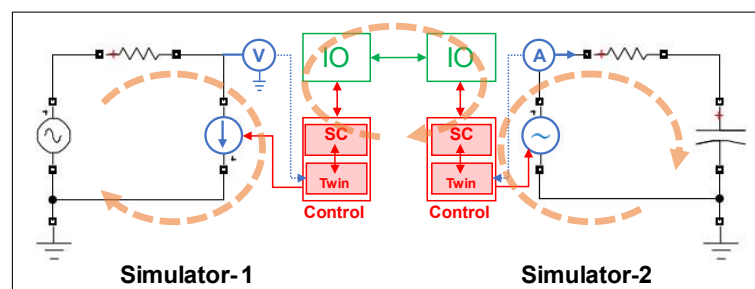 V
IO
IO
A
SC
Twin
Control
SC
Twin
Control
Simulator-1
Simulator-2